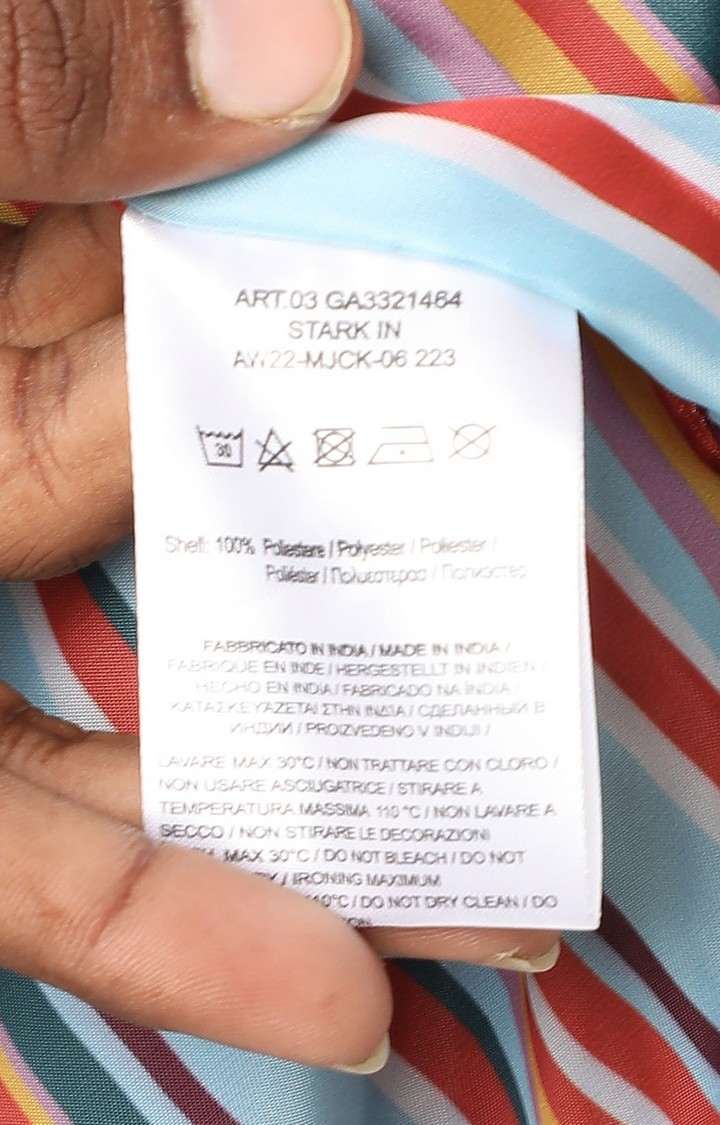 ART.03 GA3321464
STARK IN
AW22-MJCK-06 223
30
Shell: 100% Poliestere / Polyester / Poliester /
Poliéster / Πολυεστερας / Полиэстер
FABBRICATO IN INDIA / MADE IN INDIA /
FABRIQUE EN INDE / HERGESTELLT IN INDIEN /
HECHO EN INDIA / FABRICADO NA ÍNDIA /
ΚΑΤΑΣΚΕΥΑΖΕΤΑΙ ΣΤΗΝ ΙΝΔΙΑ / СДЕЛАННЫЙ В
ИНДИИ / PROIZVEDENO V INDIJI /
LAVARE MAX 30°C / NON TRATTARE CON CLORO /
NON USARE ASCIUGATRICE / STIRARE A
TEMPERATURA MASSIMA 110 °C / NON LAVARE A
SECCO / NON STIRARE LE DECORAZIONI
MAX 30°C / DO NOT BLEACH / DO NOT
/ IRONING MAXIMUM
110°C / DO NOT DRY CLEAN / DO